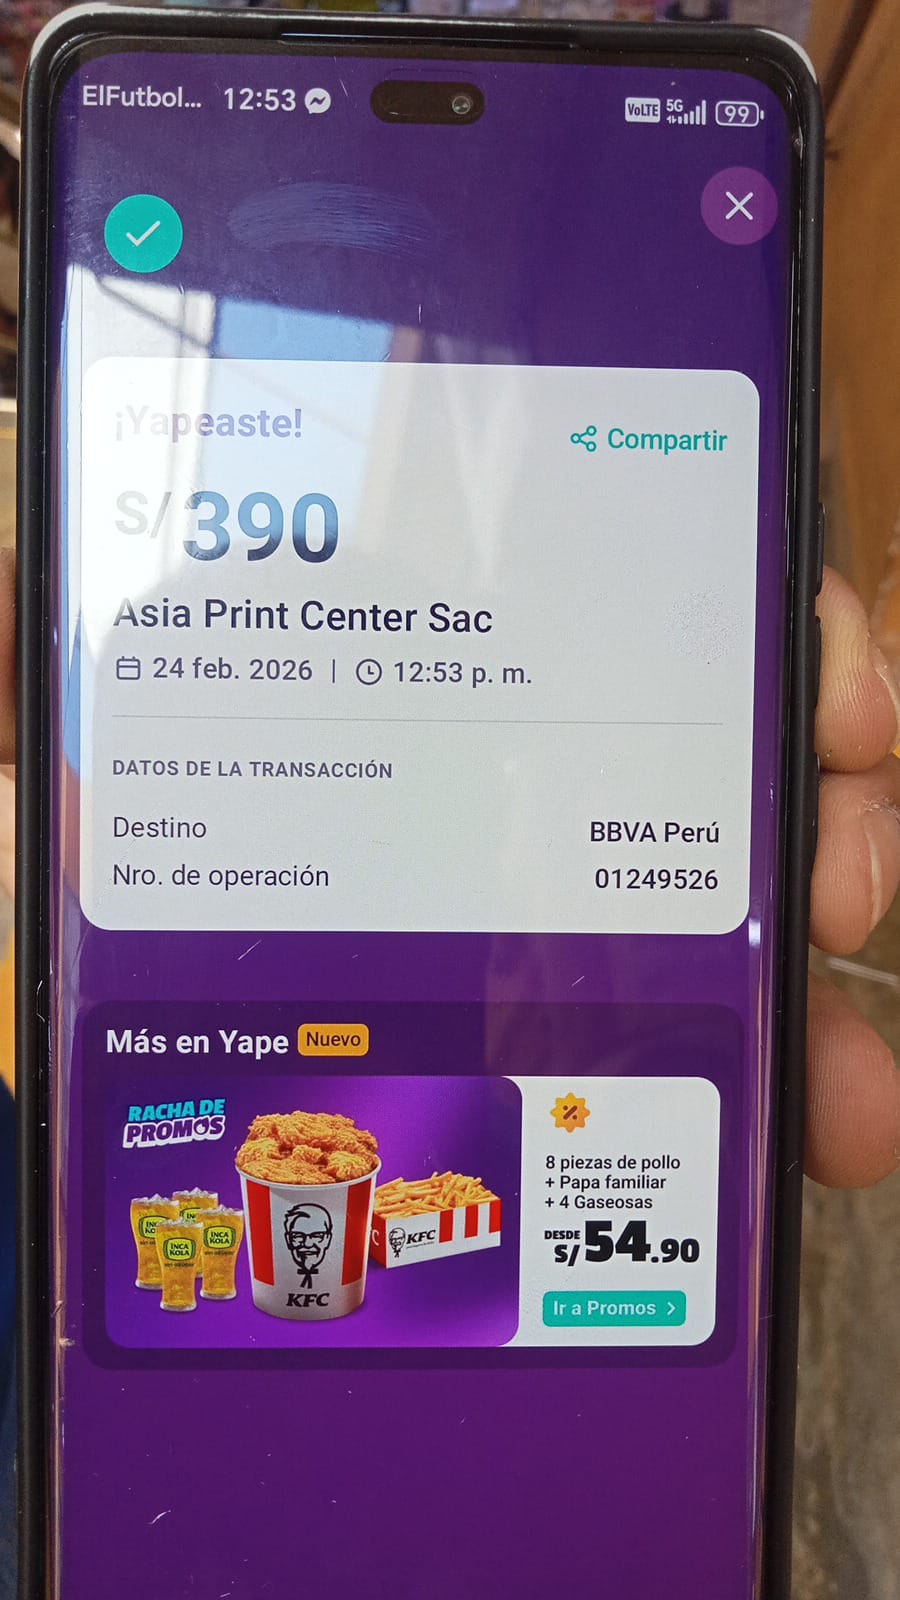 ElFutbol... 12:53
VoLTE 5G 99
¡Yapeaste!
Compartir
S/390
Asia Print Center Sac
24 feb. 2026 | 12:53 p. m.
DATOS DE LA TRANSACCIÓN
Destino BBVA Perú
Nro. de operación 01249526
Más en Yape Nuevo
RACHA DE
PROMOS
INCA
KOLA
INCA
KOLA
KFC
KFC
8 piezas de pollo
+ Papa familiar
+ 4 Gaseosas
DESDE
S/54.90
Ir a Promos